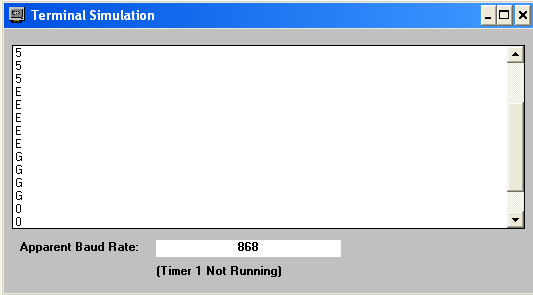 Terminal Simulation
5
5
5
E
E
E
E
E
G
G
G
G
0
0
Apparent Baud Rate: 868
(Timer 1 Not Running)